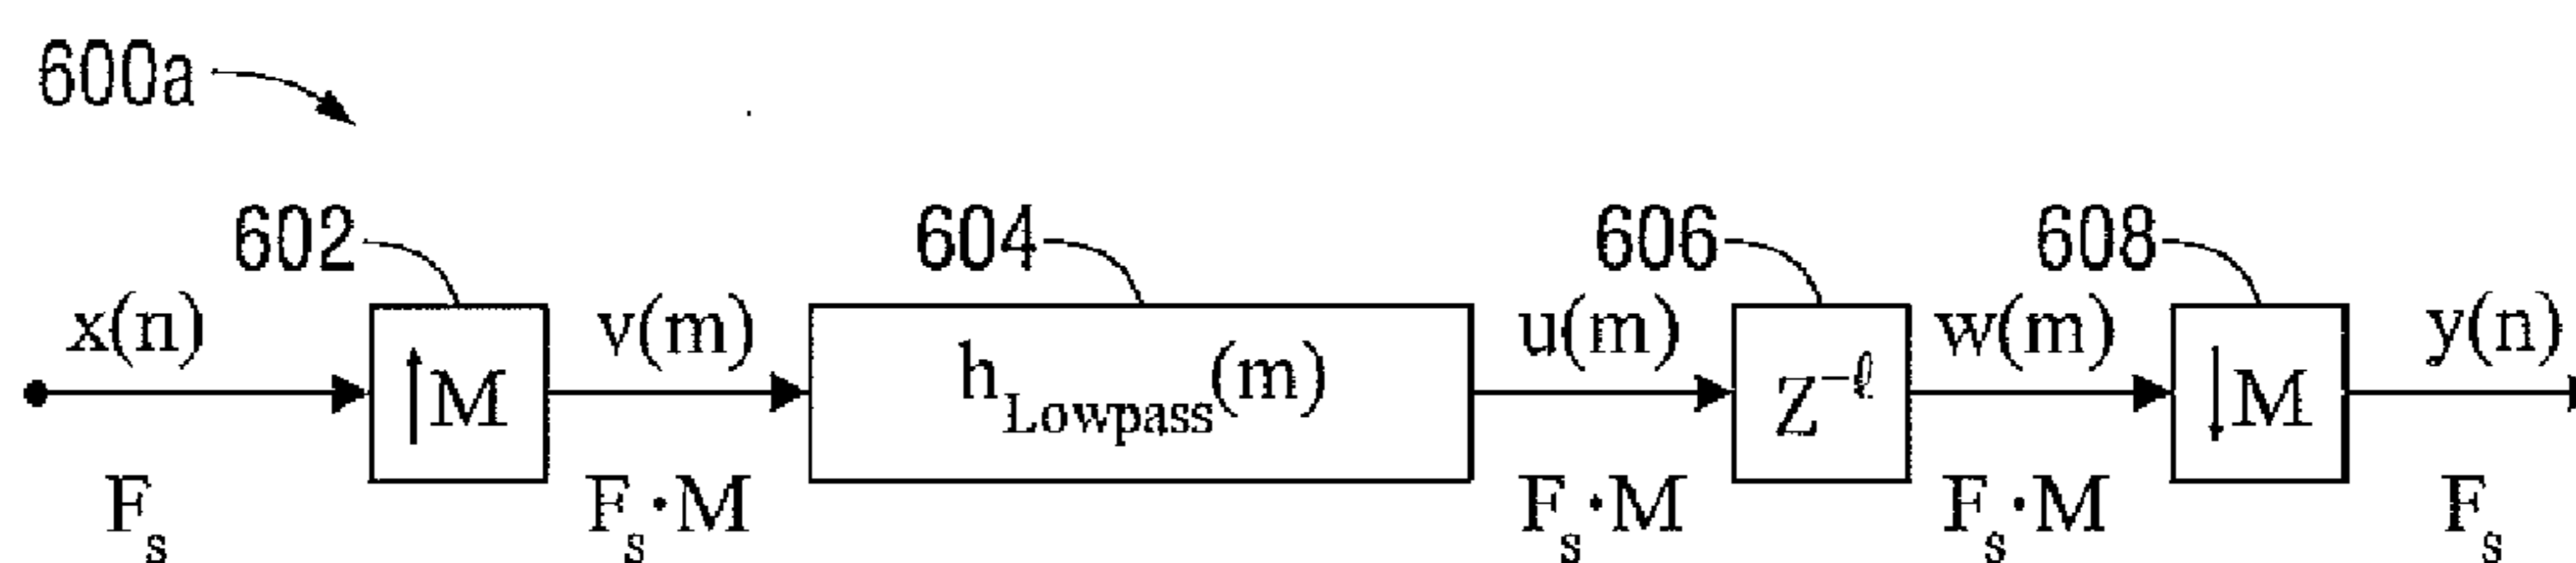 600a
602 604 606 608
x(n) v(m) u(m) w(m) y(n)
↑M h_Lowpass(m) Z^{-ℓ} ↓M
F_s F_s·M F_s·M F_s·M F_s